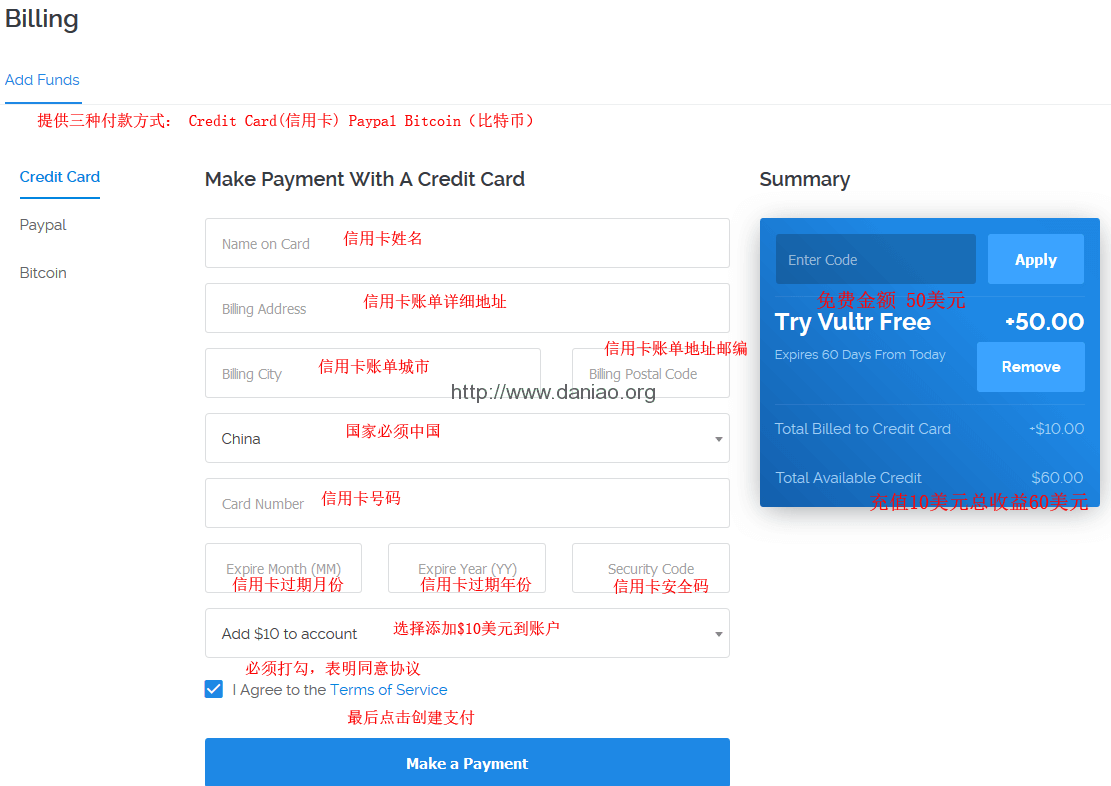 Billing
Add Funds
提供三种付款方式： Credit Card(信用卡) Paypal Bitcoin（比特币）
Credit Card
Paypal
Bitcoin
Make Payment With A Credit Card
Name on Card 信用卡姓名
Billing Address 信用卡账单详细地址
信用卡账单地址邮编
Billing City 信用卡账单城市
Billing Postal Code
http://www.daniao.org
China 国家必须中国
Card Number 信用卡号码
Expire Month (MM) Expire Year (YY) Security Code
信用卡过期月份 信用卡过期年份 信用卡安全码
Add $10 to account 选择添加$10美元到账户
必须打勾，表明同意协议
I Agree to the Terms of Service
最后点击创建支付
Make a Payment
Summary
Enter Code Apply
免费金额 50美元
Try Vultr Free +50.00
Expires 60 Days From Today
Remove
Total Billed to Credit Card +$10.00
Total Available Credit $60.00
充值10美元总收益60美元